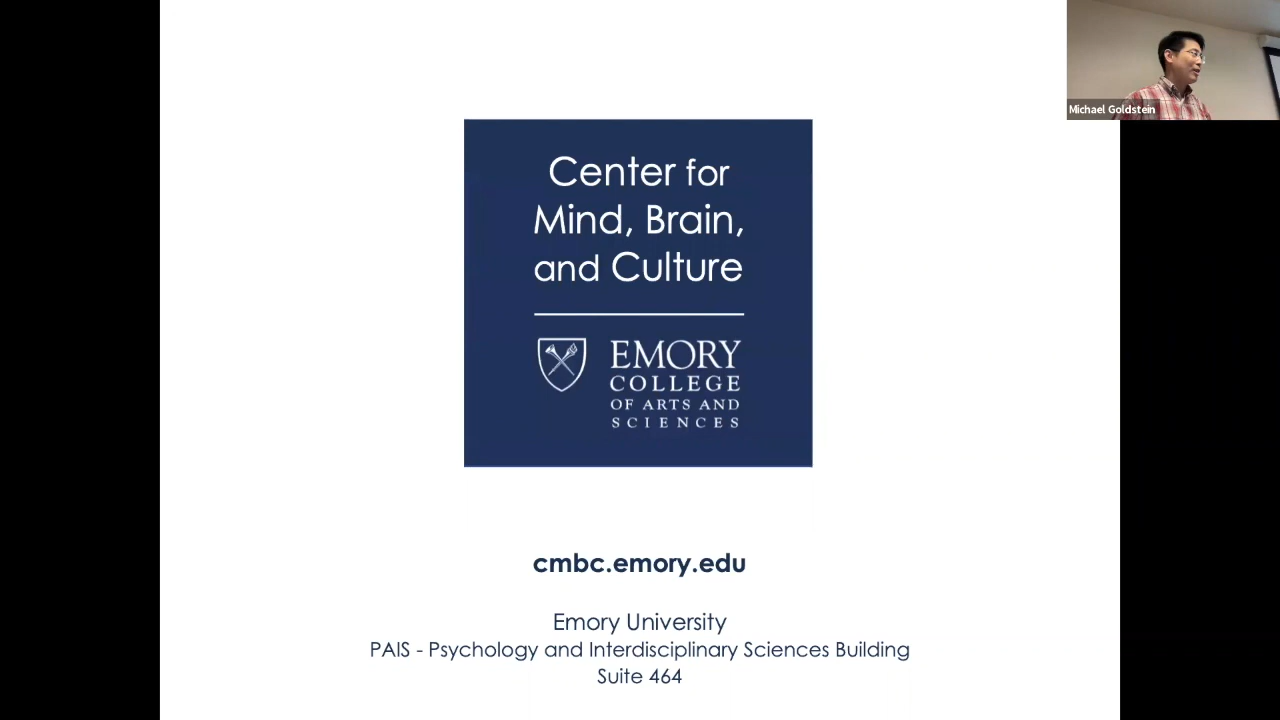 Michael Goldstein
Center for
Mind, Brain,
and Culture
EMORY
COLLEGE
OF ARTS AND
SCIENCES
cmbc.emory.edu
Emory University
PAIS - Psychology and Interdisciplinary Sciences Building
Suite 464